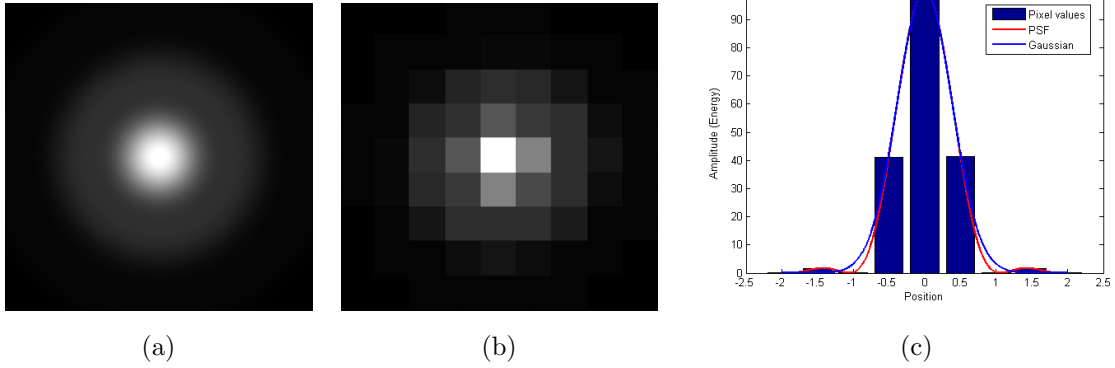 Pixel values
PSF
Gaussian
Amplitude (Energy)
90
80
70
60
50
40
30
20
10
0
-2.5 -2 -1.5 -1 -0.5 0 0.5 1 1.5 2 2.5
Position
(a) (b) (c)